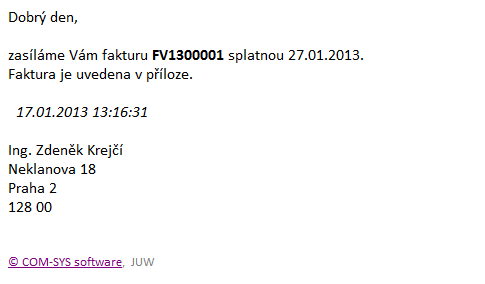 Dobrý den,
zasíláme Vám fakturu FV1300001 splatnou 27.01.2013.
Faktura je uvedena v příloze.
17.01.2013 13:16:31
Ing. Zdeněk Krejčí
Neklanova 18
Praha 2
128 00
© COM-SYS software, JUW